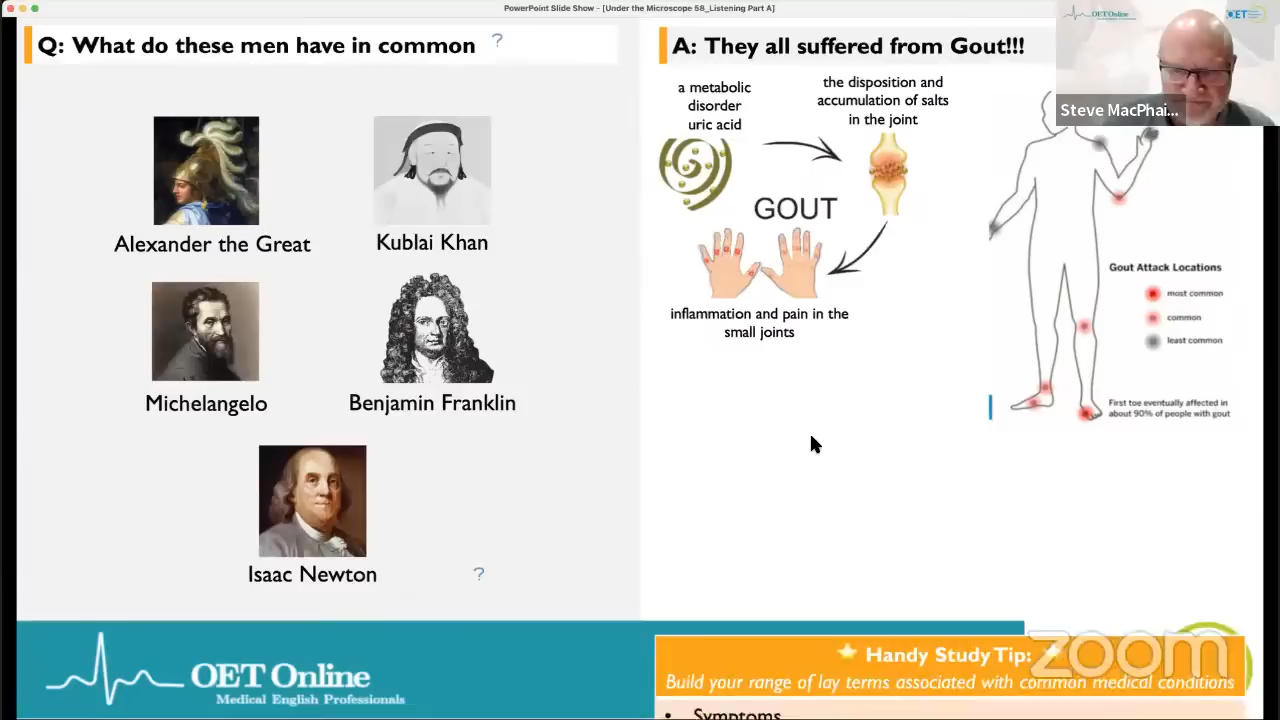 PowerPoint Slide Show - [Under the Microscope 58_Listening Part A]
Q: What do these men have in common ?
Alexander the Great
Kublai Khan
Michelangelo
Benjamin Franklin
Isaac Newton
?
OET Online
Medical English Professionals
A: They all suffered from Gout!!!
a metabolic
disorder
uric acid
the disposition and
accumulation of salts
in the joint
GOUT
inflammation and pain in the
small joints
Gout Attack Locations
most common
common
least common
First toe eventually affected in
about 90% of people with gout
OET Online
OET
Steve MacPhai...
Handy Study Tip:
Build your range of lay terms associated with common medical conditions
• Symptoms
zoom